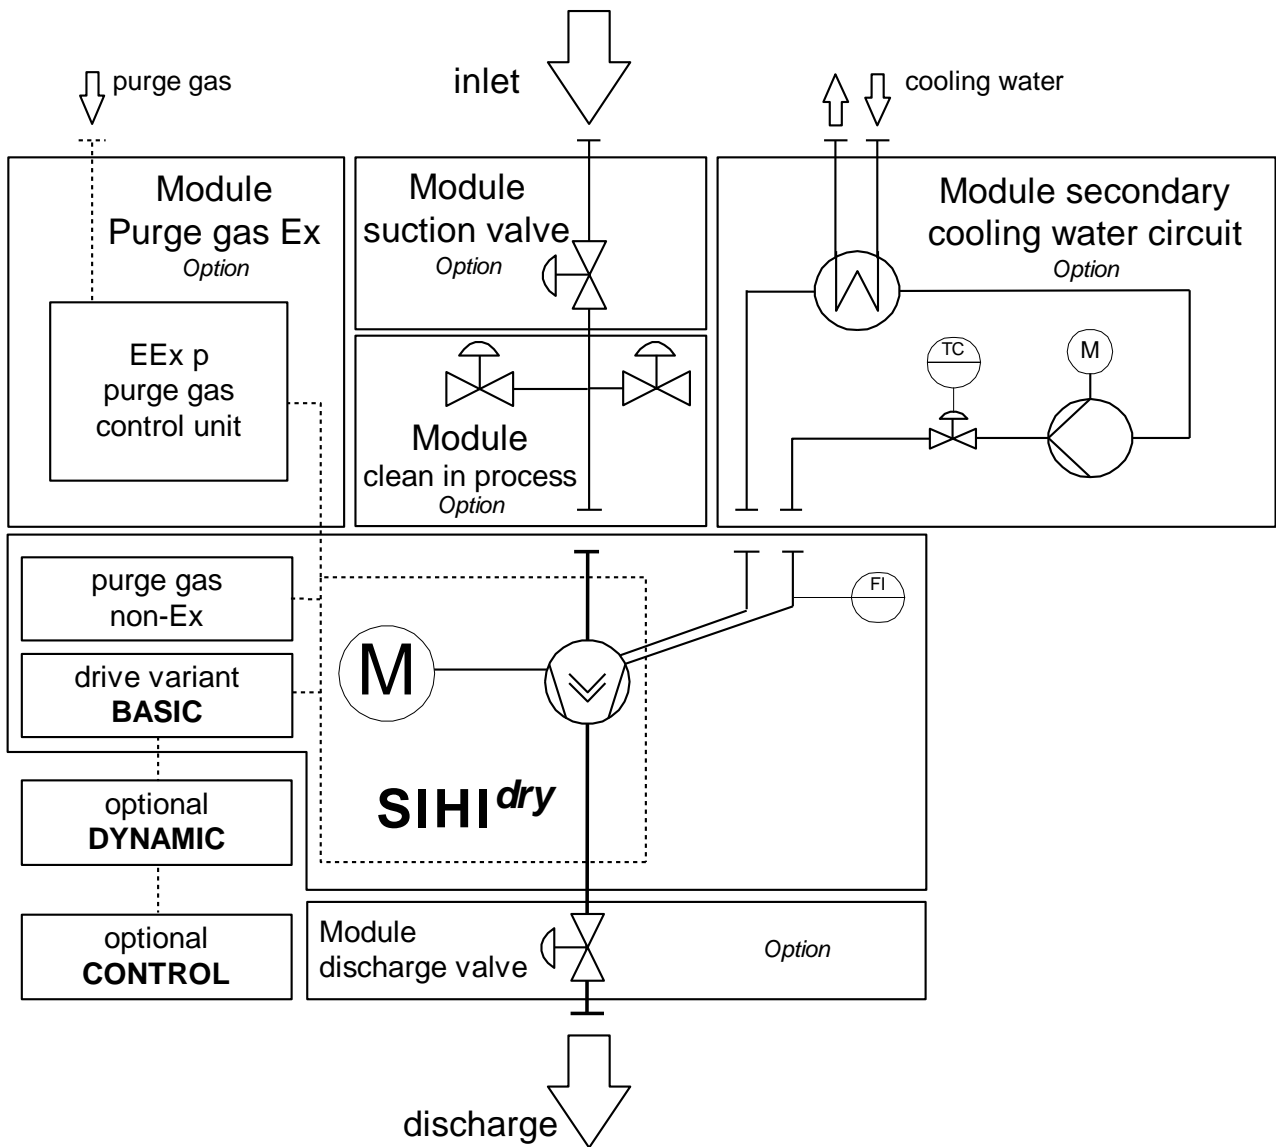 purge gas
inlet
cooling water
Module
Purge gas Ex
Option
EEx p
purge gas
control unit
Module
suction valve
Option
Module
clean in process
Option
Module secondary
cooling water circuit
Option
TC
M
purge gas
non-Ex
drive variant
BASIC
optional
DYNAMIC
optional
CONTROL
M
FI
SIHI dry
Module
discharge valve
Option
discharge